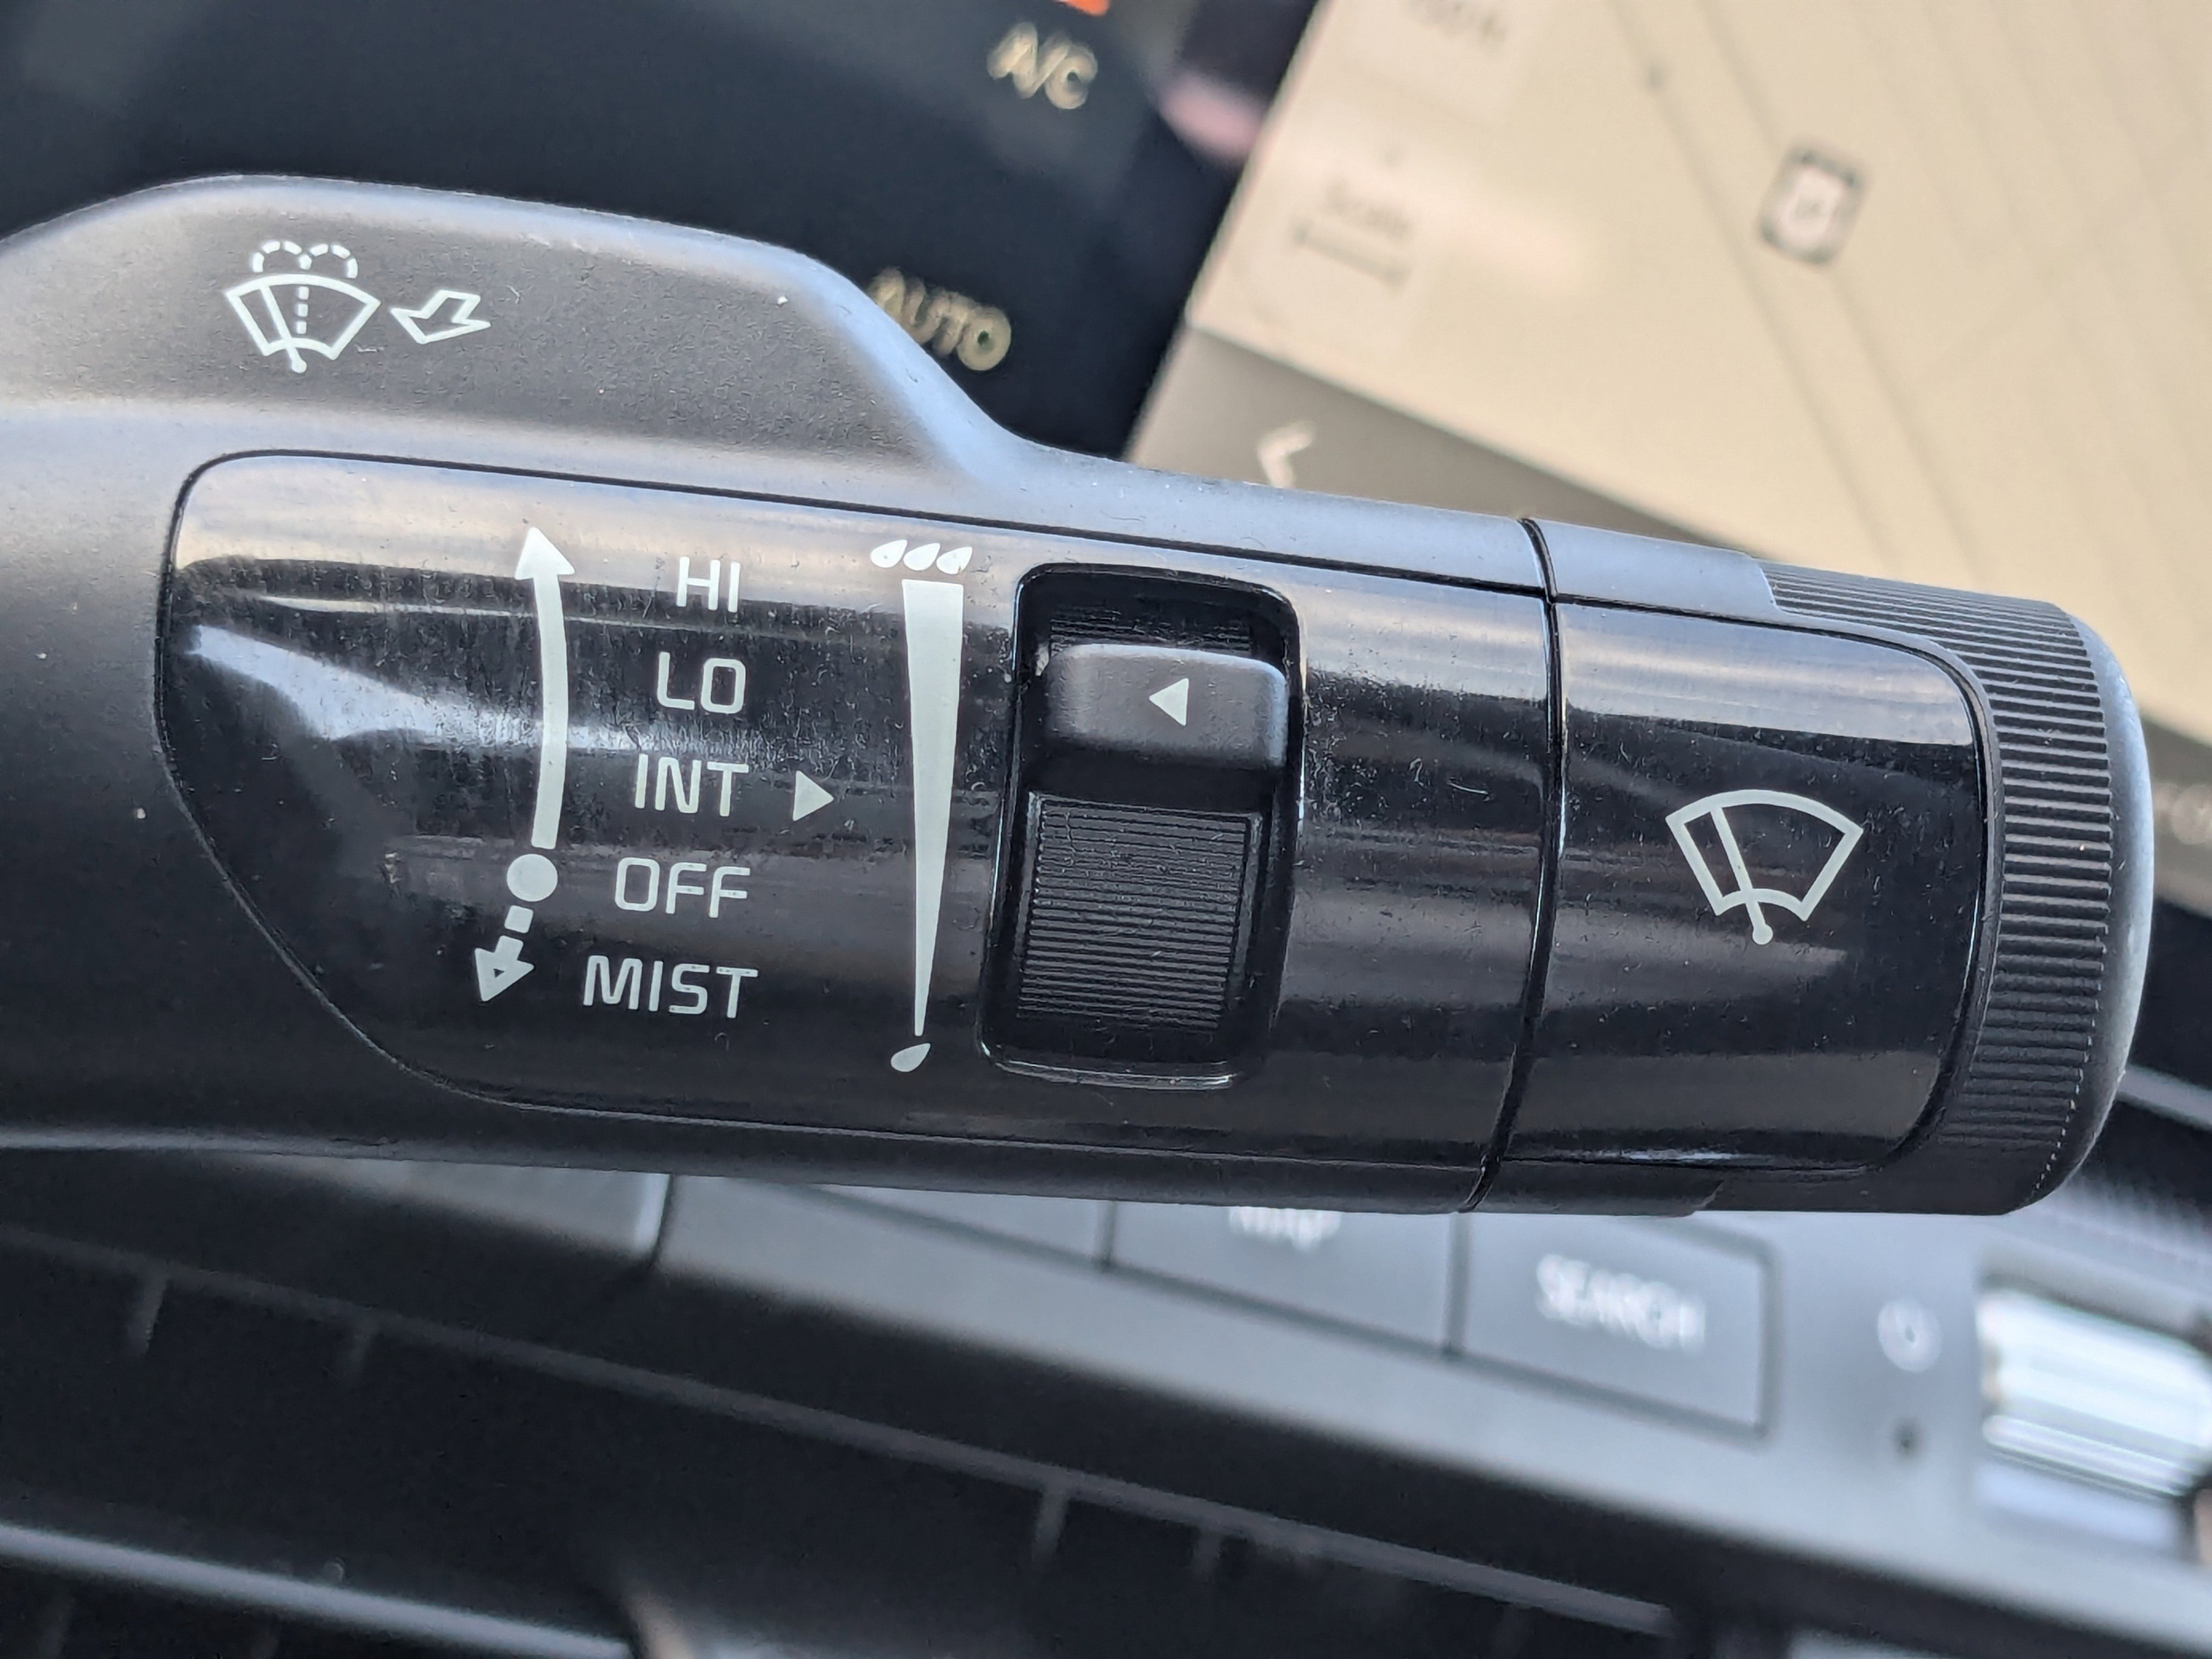 A/C
AUTO
HI
LO
INT
OFF
MIST
SEARCH